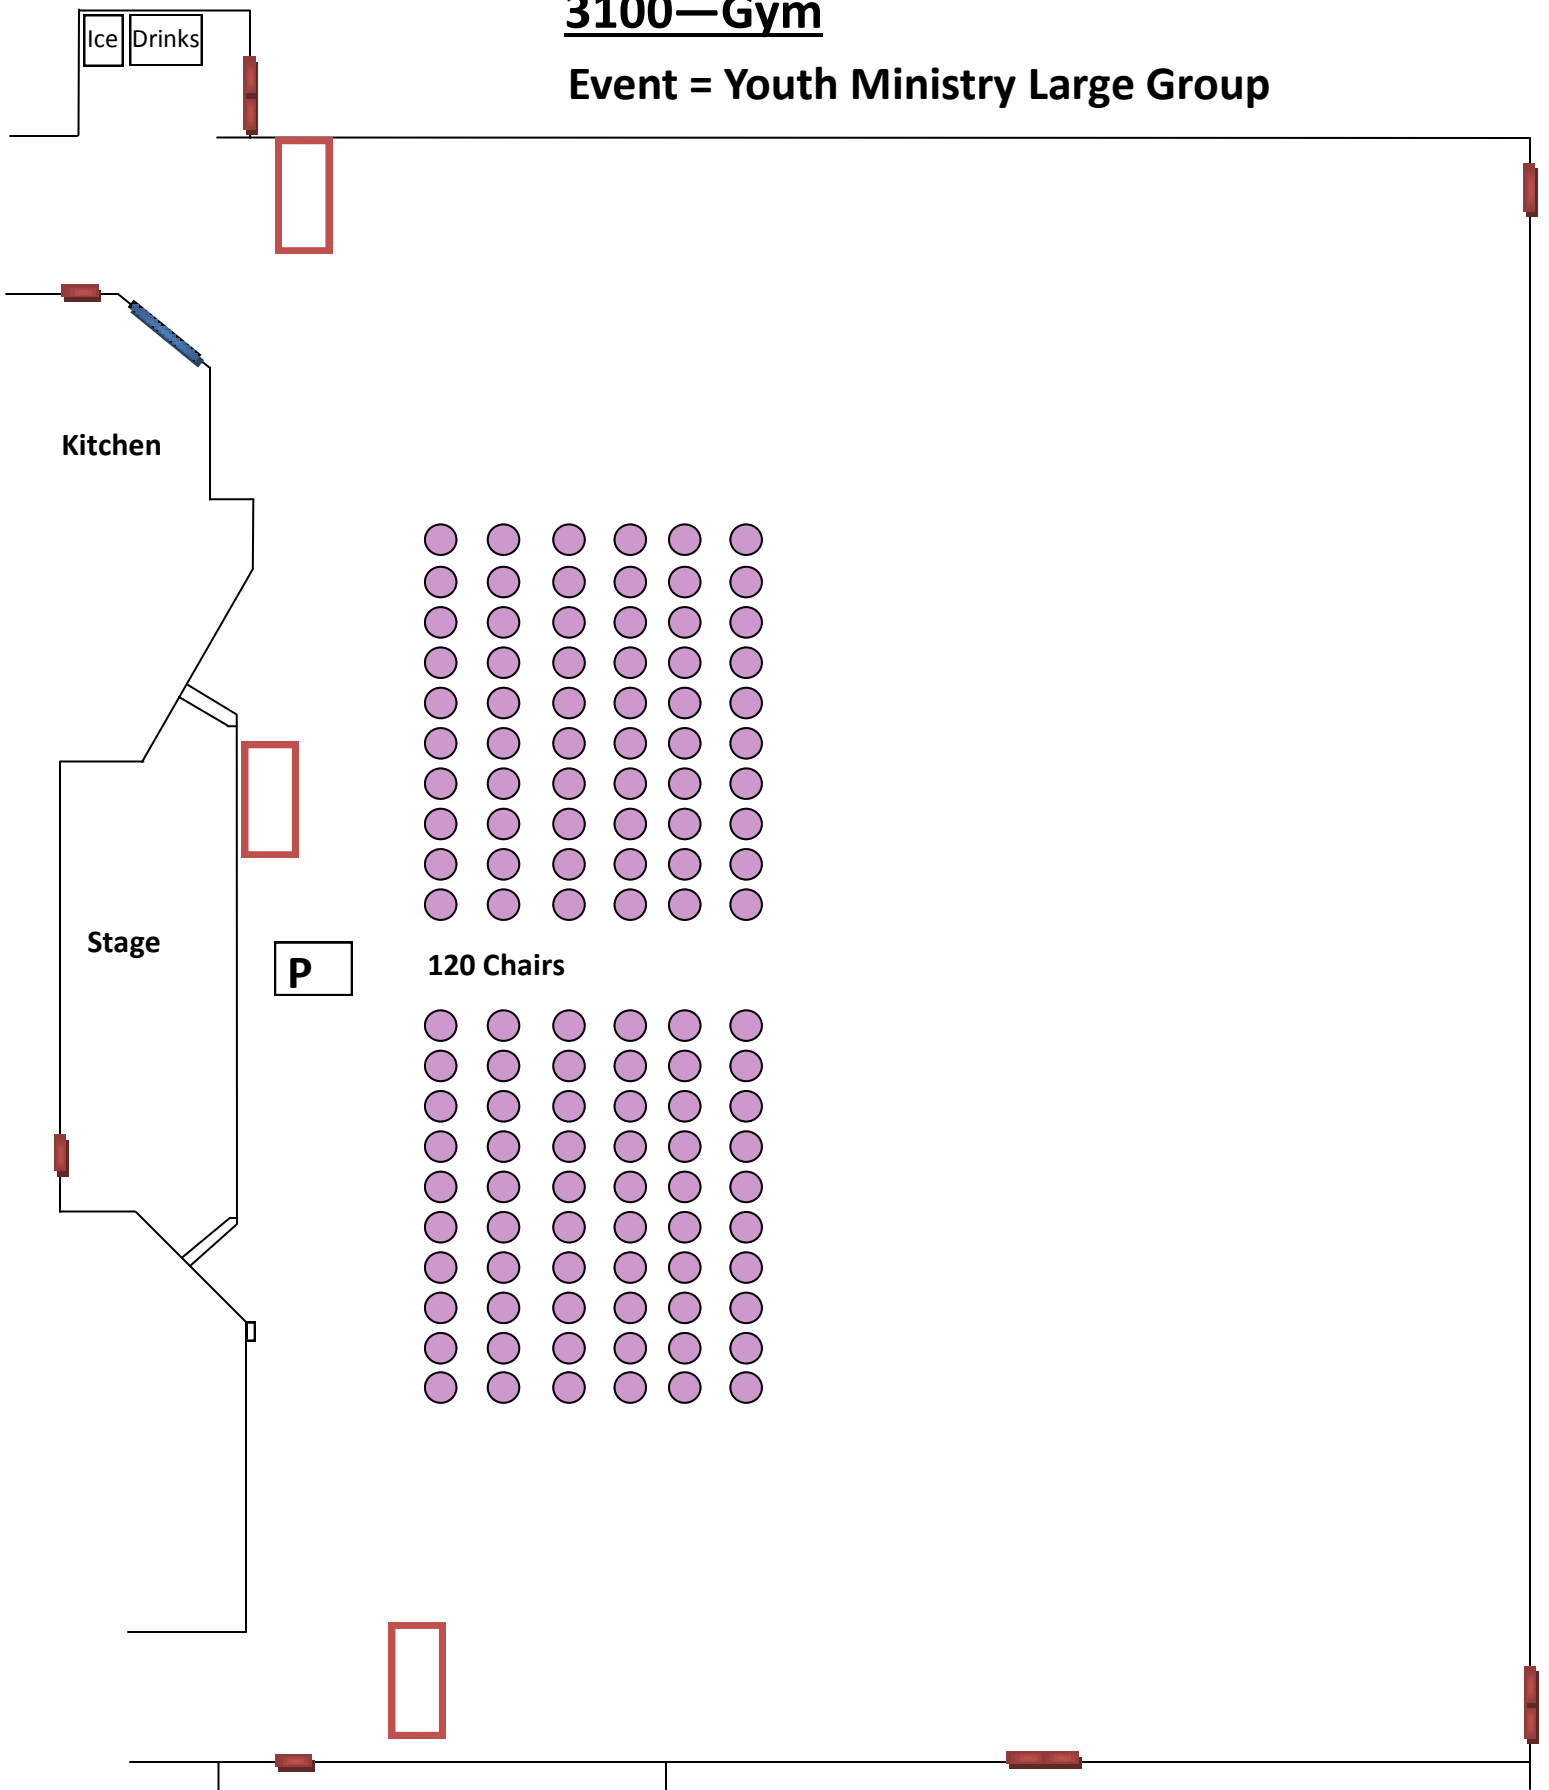 3100—Gym
Ice
Drinks
Event = Youth Ministry Large Group
Kitchen
Stage
P
120 Chairs